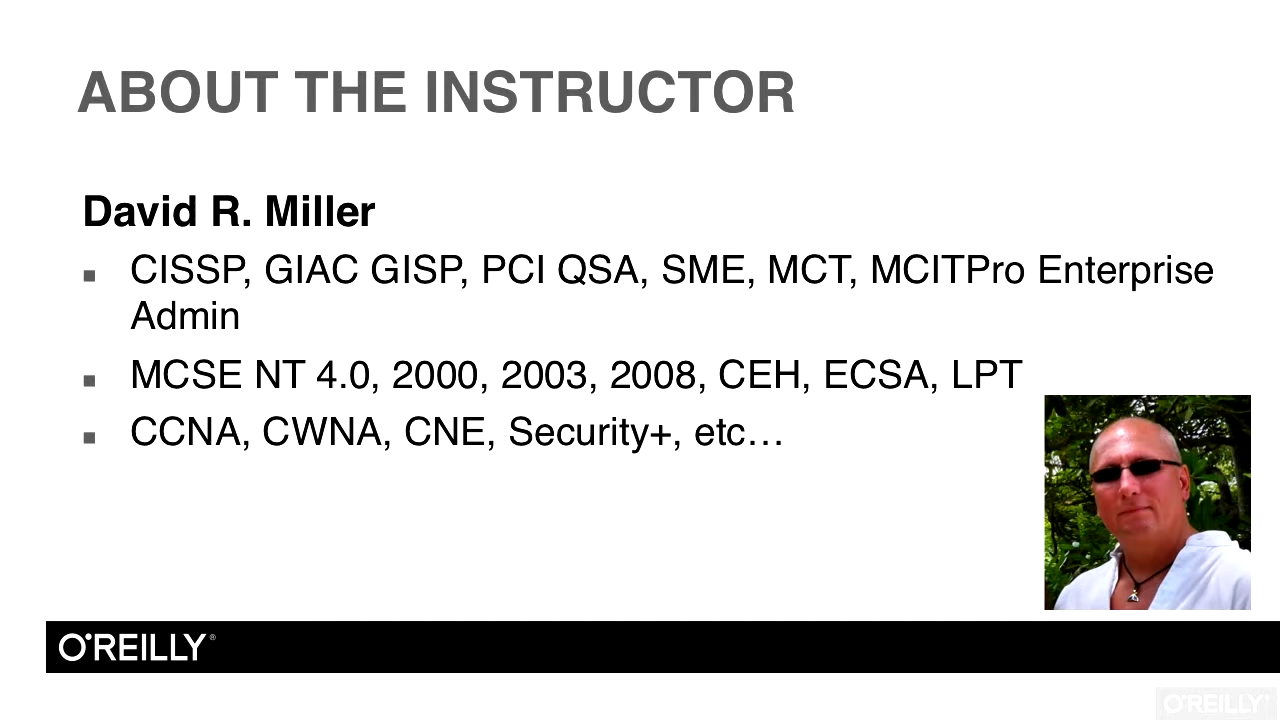 ABOUT THE INSTRUCTOR
David R. Miller
▪ CISSP, GIAC GISP, PCI QSA, SME, MCT, MCITPro Enterprise
Admin
▪ MCSE NT 4.0, 2000, 2003, 2008, CEH, ECSA, LPT
▪ CCNA, CWNA, CNE, Security+, etc…
O'REILLY®
O'REILLY®